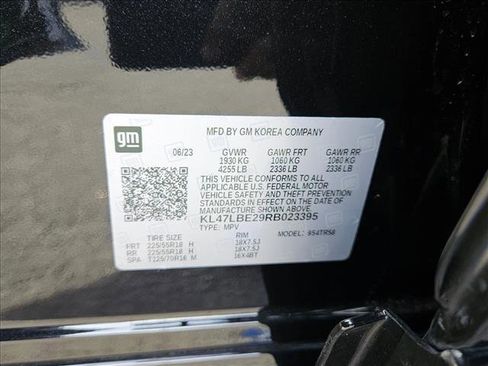 gm
MFD BY GM KOREA COMPANY
06/23 GVWR GAWR FRT GAWR RR
1930 KG 1060 KG 1060 KG
4255 LB 2336 LB 2336 LB
THIS VEHICLE CONFORMS TO ALL
APPLICABLE U.S. FEDERAL MOTOR
VEHICLE SAFETY AND THEFT PREVENTION
STANDARDS IN EFFECT ON THE DATE OF
MANUFACTURE SHOWN ABOVE.
KL47LBE29RB023395
TYPE: MPV MODEL: 9S4TR58
TIRE SIZE RIM
FRT 225/55R18 H 18X7.5J
RR 225/55R18 H 18X7.5J
SPA T125/70R16 M 16X4BT